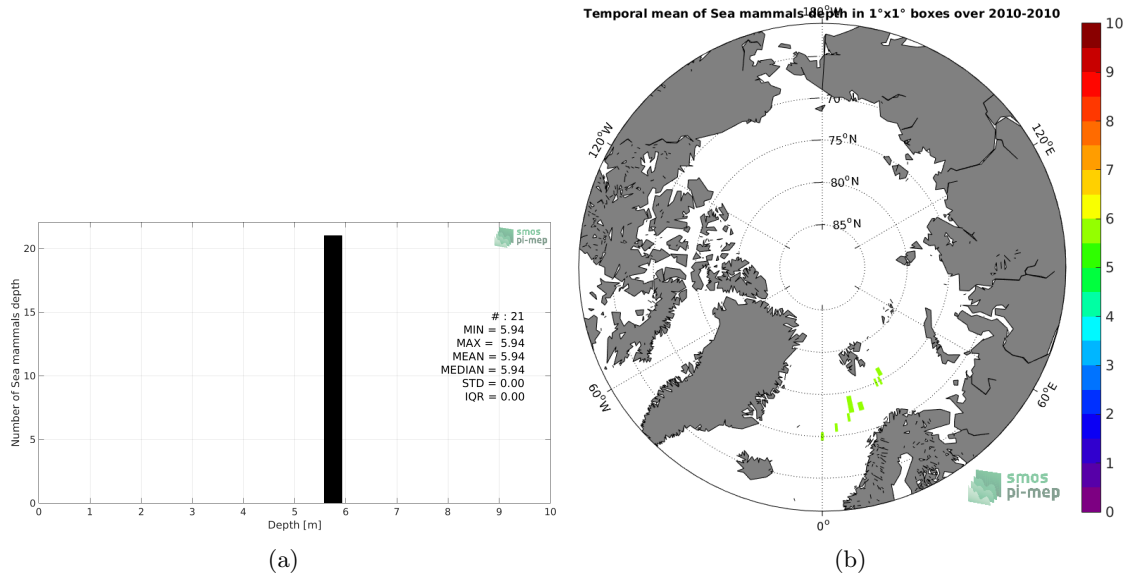 Number of Sea mammals depth
20
15
10
5
0
smos
pi-mep
# : 21
MIN = 5.94
MAX = 5.94
MEAN = 5.94
MEDIAN = 5.94
STD = 0.00
IQR = 0.00
0 1 2 3 4 5 6 7 8 9 10
Depth [m]
(a)
Temporal mean of Sea mammals depth in 1°x1° boxes over 2010-2010
120°W
120°E
75°N
80°N
85°N
60°W
60°E
0°
smos
pi-mep
10
9
8
7
6
5
4
3
2
1
0
(b)